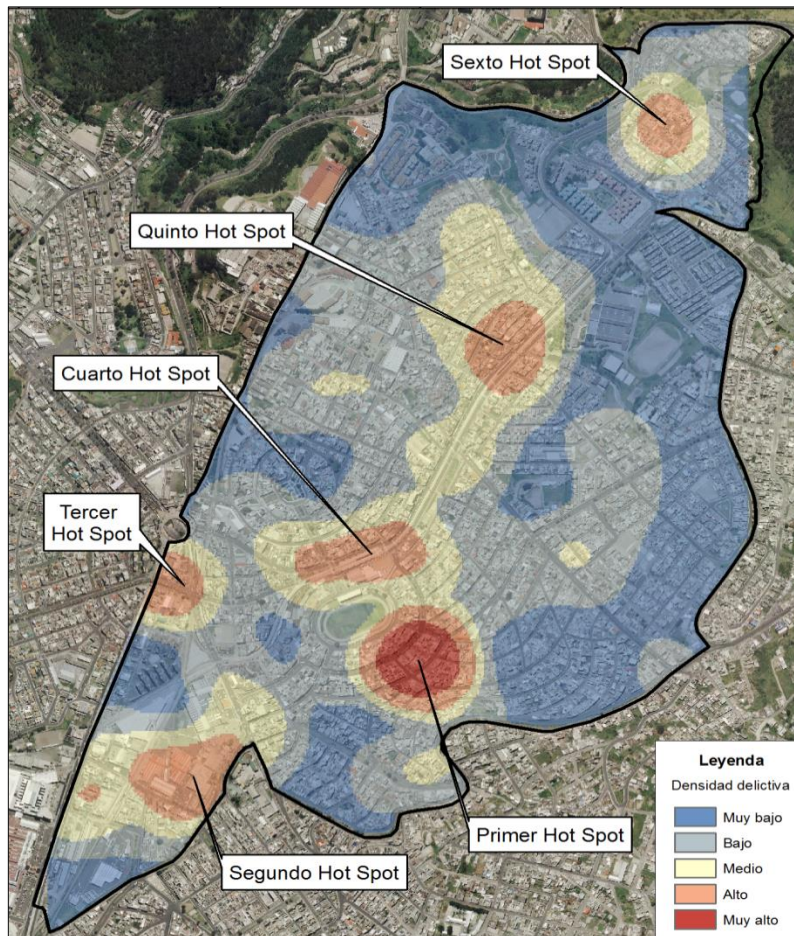 Sexto Hot Spot
Quinto Hot Spot
Cuarto Hot Spot
Tercer
Hot Spot
Primer Hot Spot
Segundo Hot Spot
Leyenda
Densidad delictiva
Muy bajo
Bajo
Medio
Alto
Muy alto